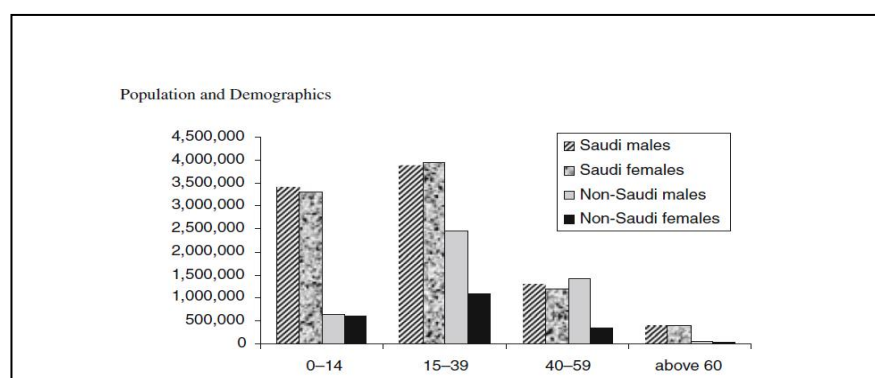 Population and Demographics
4,500,000
4,000,000
3,500,000
3,000,000
2,500,000
2,000,000
1,500,000
1,000,000
500,000
0
Saudi males
Saudi females
Non-Saudi males
Non-Saudi females
0–14 15–39 40–59 above 60